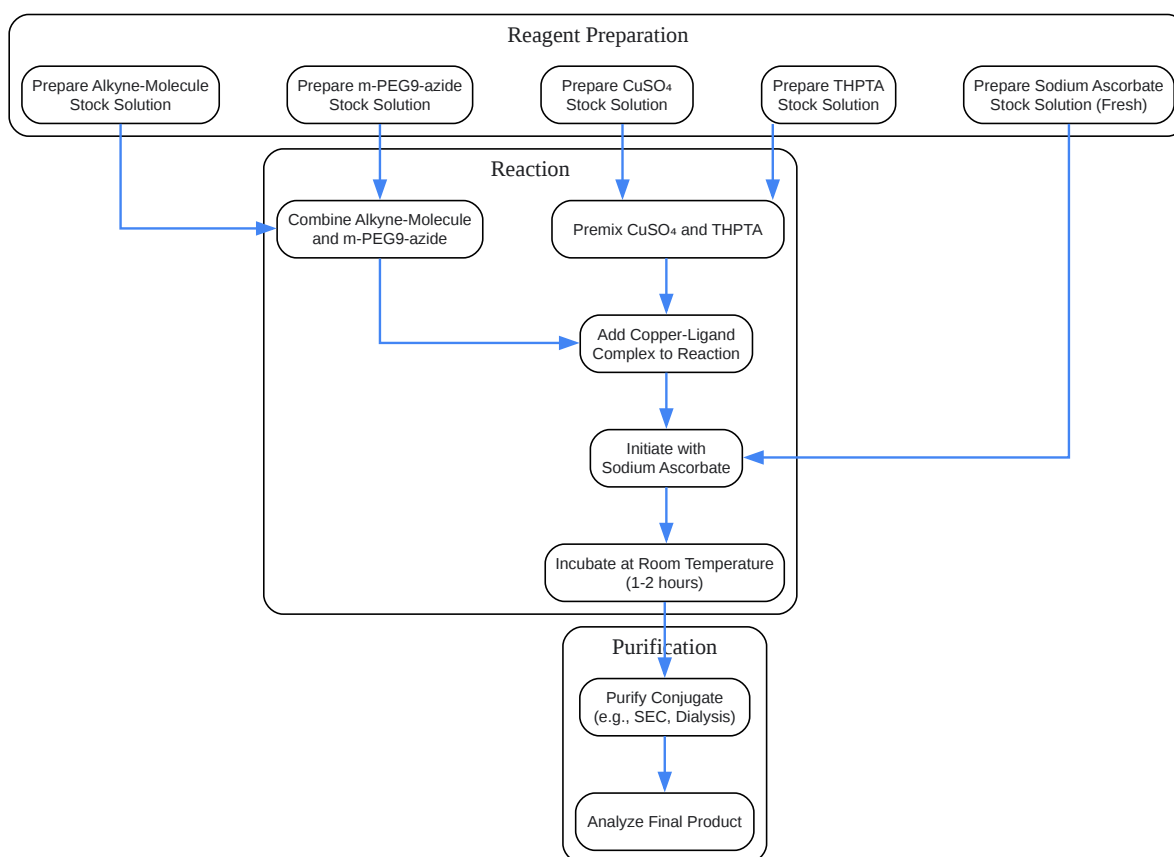 Reagent Preparation
Prepare Alkyne-Molecule
Stock Solution
Prepare m-PEG9-azide
Stock Solution
Prepare CuSO₄
Stock Solution
Prepare THPTA
Stock Solution
Prepare Sodium Ascorbate
Stock Solution (Fresh)
Reaction
Combine Alkyne-Molecule
and m-PEG9-azide
Premix CuSO₄ and THPTA
Add Copper-Ligand
Complex to Reaction
Initiate with
Sodium Ascorbate
Incubate at Room Temperature
(1-2 hours)
Purification
Purify Conjugate
(e.g., SEC, Dialysis)
Analyze Final Product